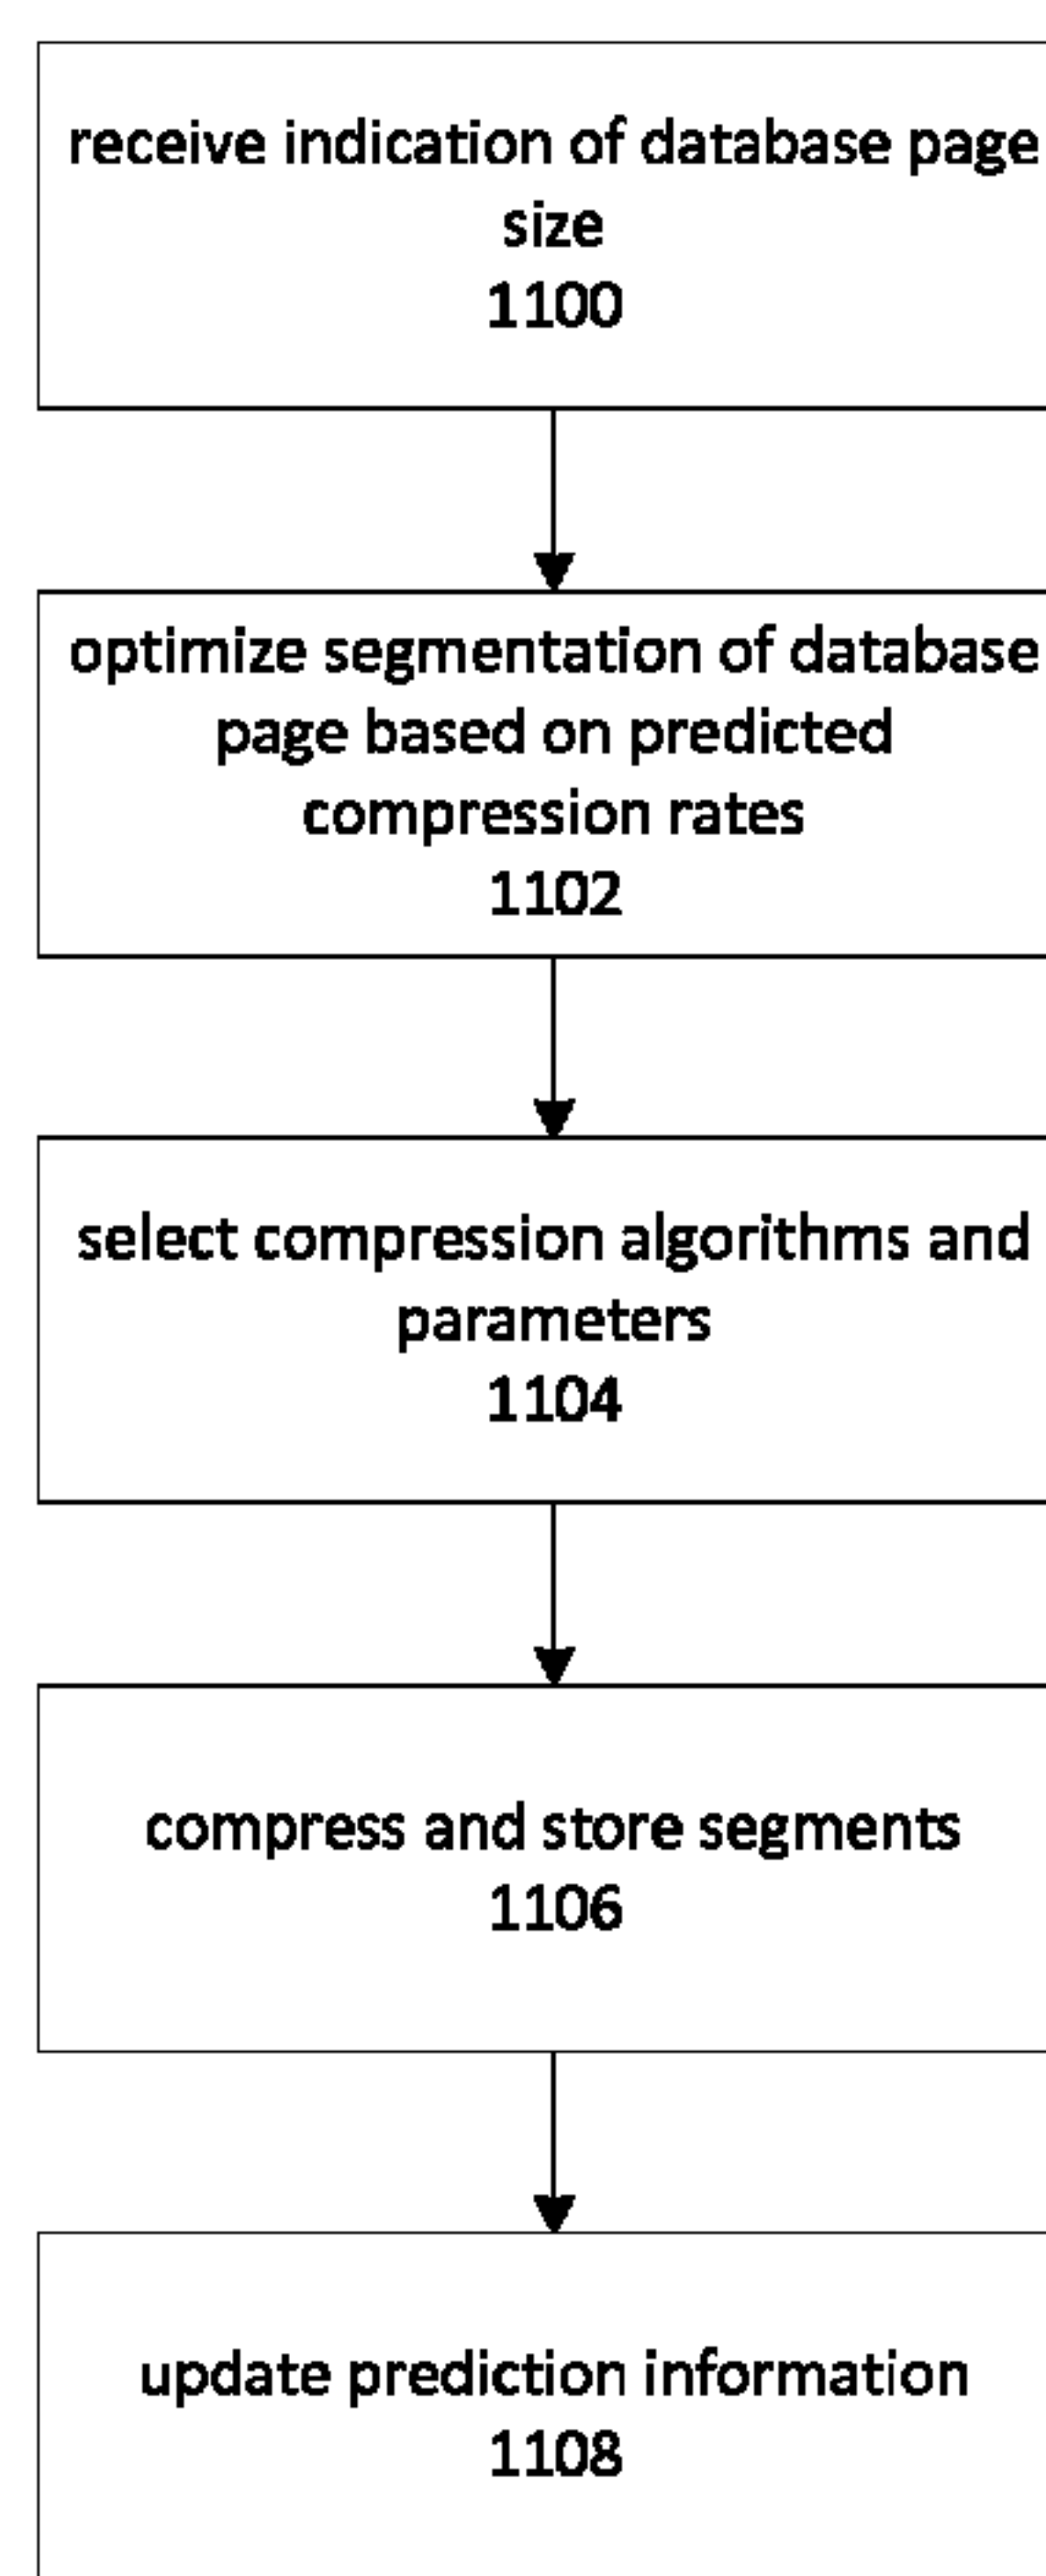 receive indication of database page
size
1100
optimize segmentation of database
page based on predicted
compression rates
1102
select compression algorithms and
parameters
1104
compress and store segments
1106
update prediction information
1108